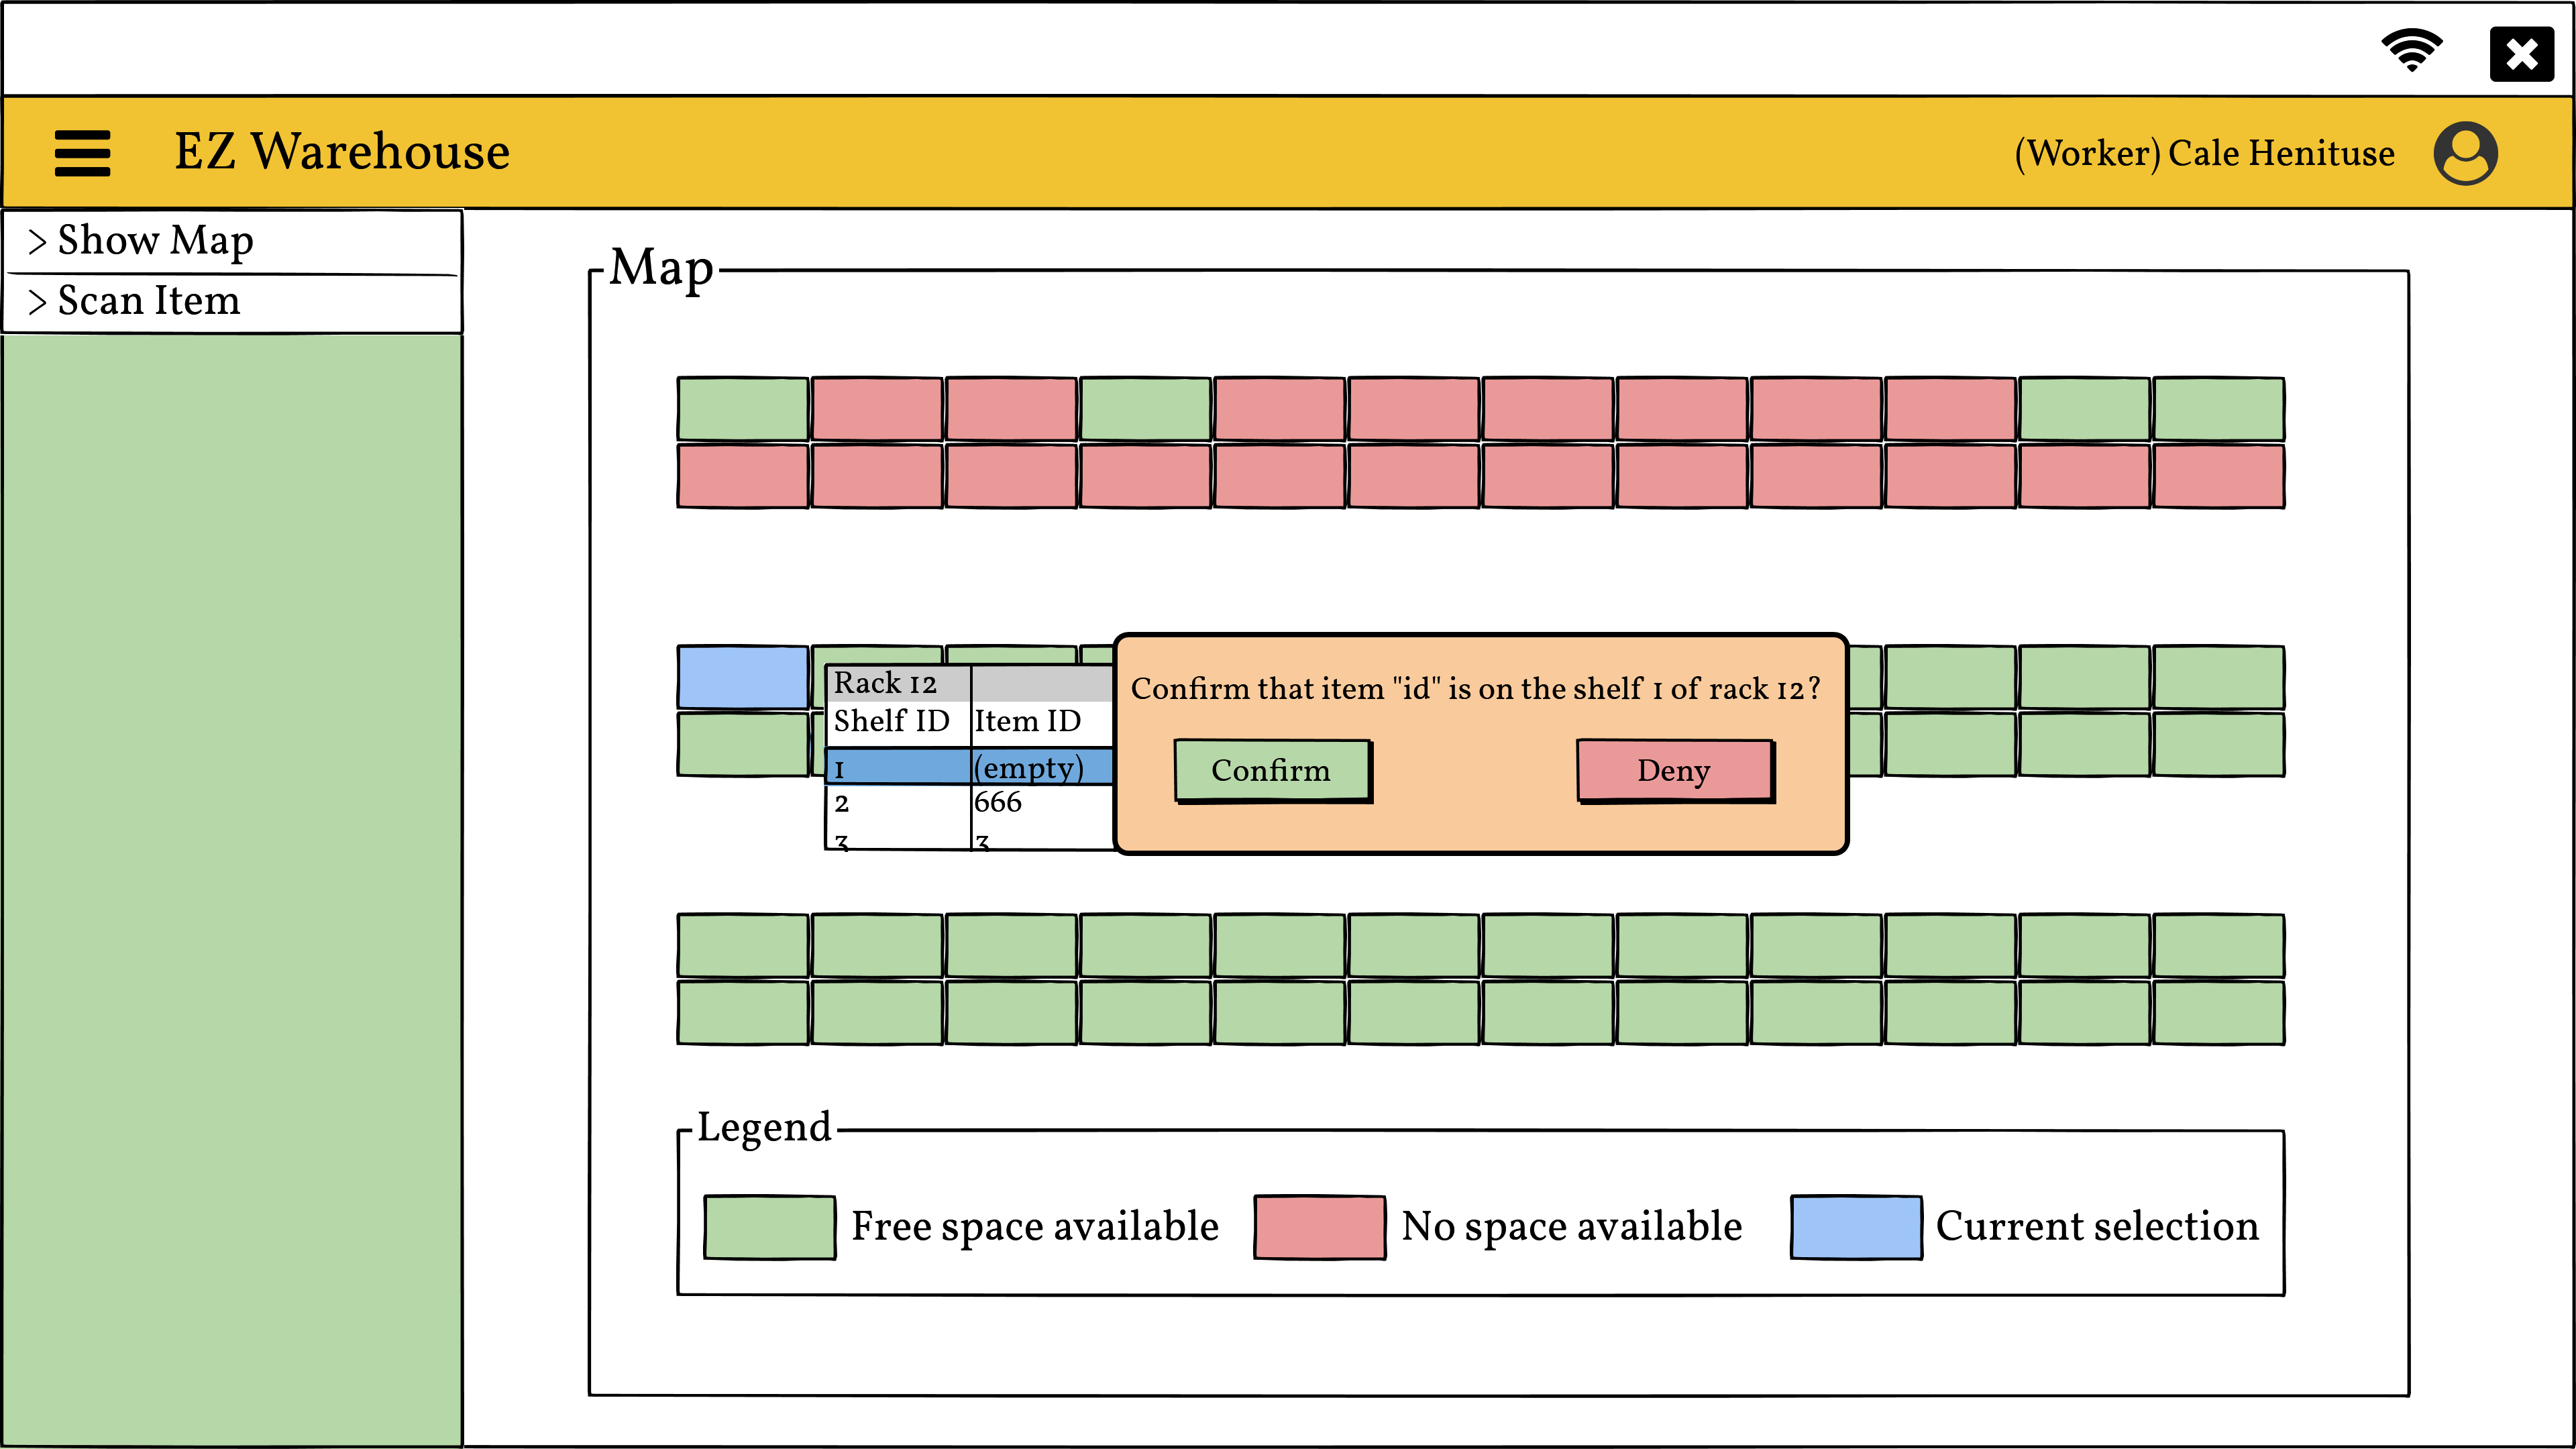 EZ Warehouse
(Worker) Cale Henituse
> Show Map
> Scan Item
Map
Rack 12
Shelf ID Item ID
1 (empty)
2 666
3 3
Confirm that item "id" is on the shelf 1 of rack 12?
Confirm Deny
Legend
Free space available No space available Current selection